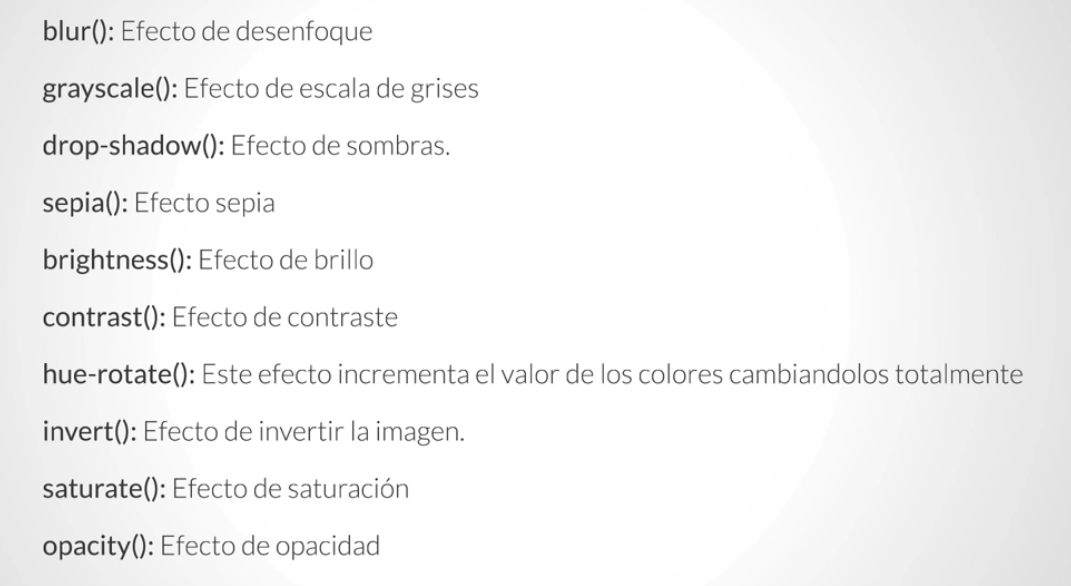 blur(): Efecto de desenfoque
grayscale(): Efecto de escala de grises
drop-shadow(): Efecto de sombras.
sepia(): Efecto sepia
brightness(): Efecto de brillo
contrast(): Efecto de contraste
hue-rotate(): Este efecto incrementa el valor de los colores cambiandolos totalmente
invert(): Efecto de invertir la imagen.
saturate(): Efecto de saturación
opacity(): Efecto de opacidad